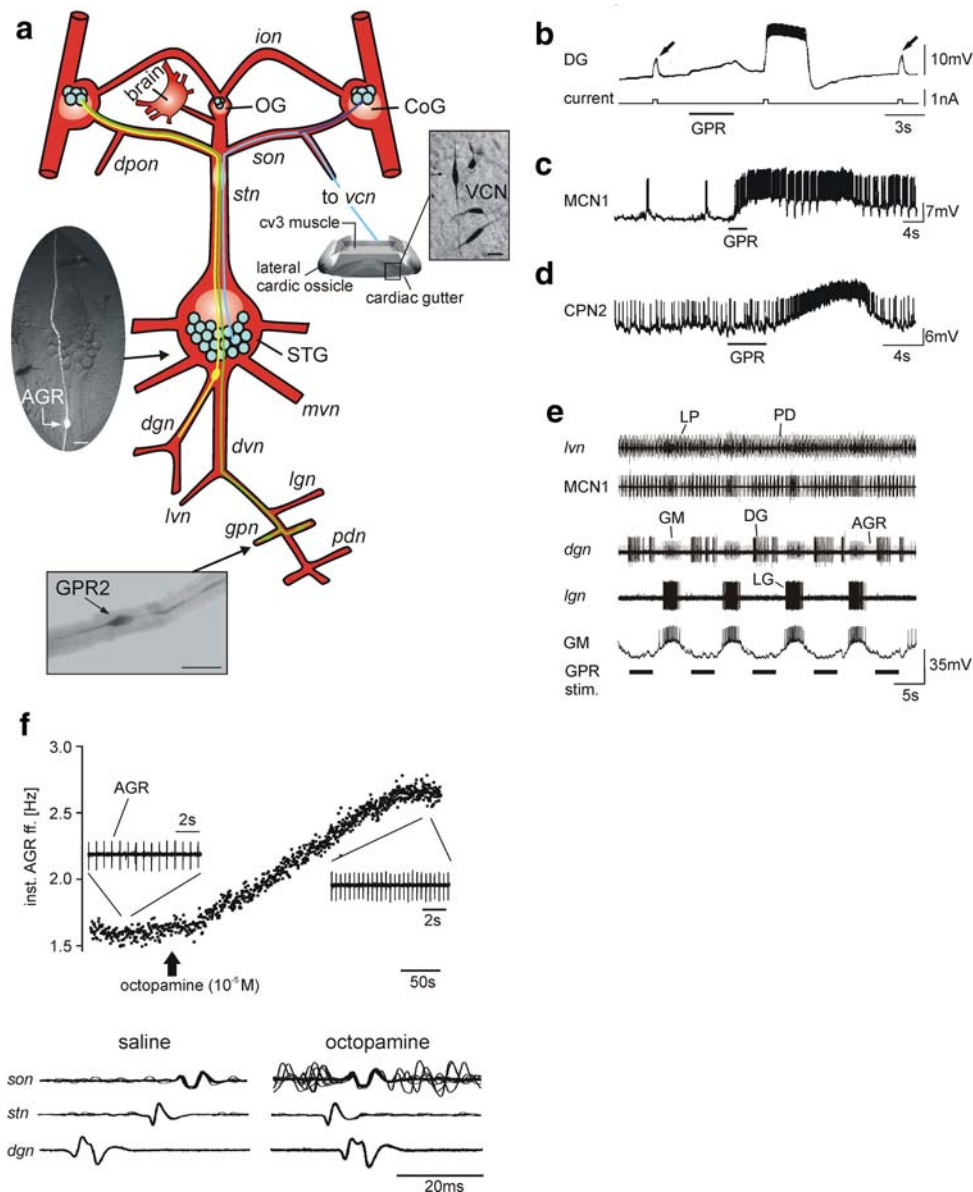 a
ion
brain
OG
CoG
dpon
son
stn
to vcn
VCN
cv3 muscle
lateral
cardic ossicle
cardiac gutter
STG
AGR
mvn
dgn
dvn
lvn
lgn
gpn
pdn
GPR2
b
DG
10mV
current
1nA
GPR
3s
c
MCN1
7mV
GPR
4s
d
CPN2
6mV
GPR
4s
e
LP
PD
lvn
MCN1
GM
DG
AGR
dgn
LG
lgn
GM
35mV
GPR
stim.
5s
f
3.0
2.5
2.0
1.5
inst. AGR ff. [Hz]
AGR
2s
2s
octopamine (10⁻⁵M)
50s
saline
octopamine
son
stn
dgn
20ms